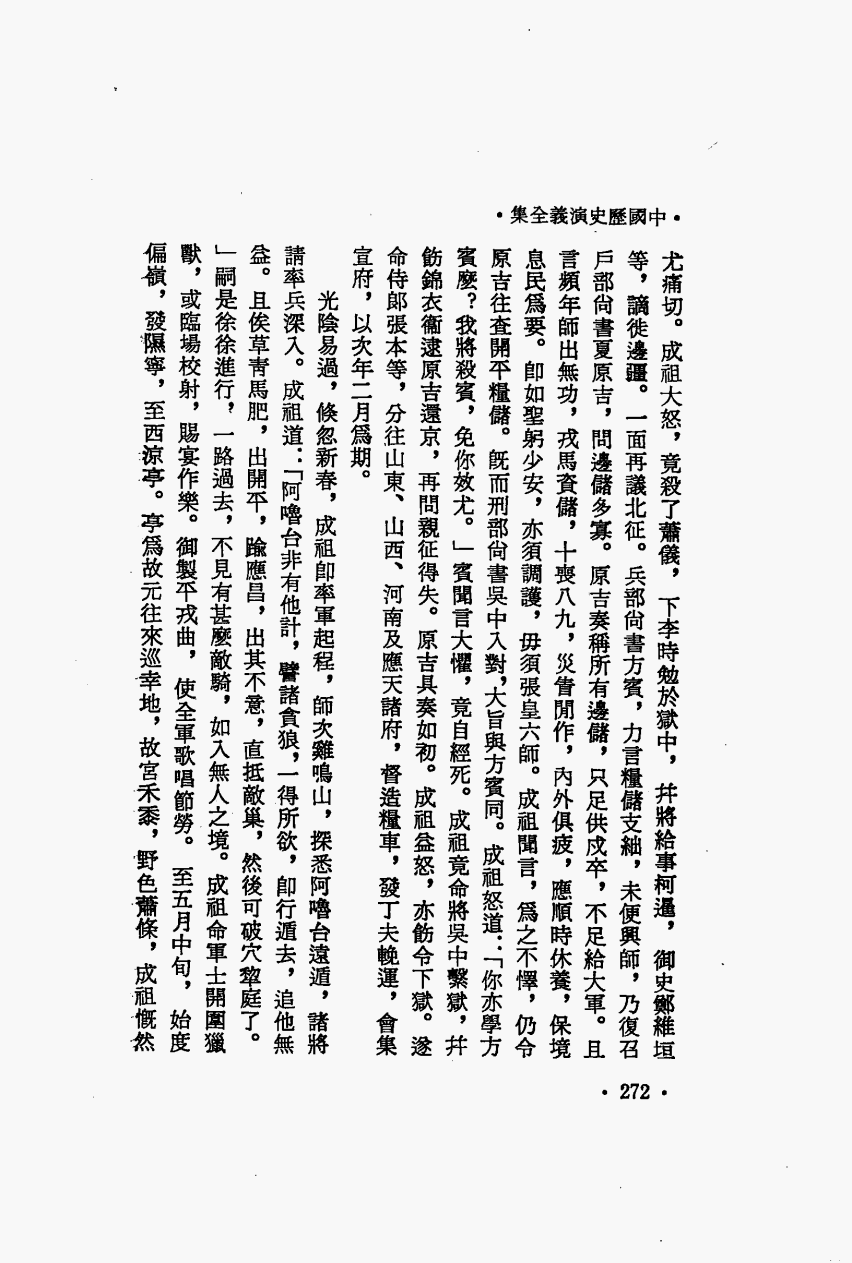 •中國歷史演義全集•
尤痛切。成祖大怒，竟殺了蕭儀，下李時勉於獄中，幷將給事柯暹，御史鄭維垣
等，謫徙邊疆。一面再議北征。兵部尙書方賓，力言糧儲支絀，未便興師，乃復召
戶部尙書夏原吉，問邊儲多寡。原吉奏稱所有邊儲，只足供戍卒，不足給大軍。且
言頻年師出無功，戎馬資儲，十喪八九，災眚間作，內外俱疲，應順時休養，保境
息民爲要。卽如聖躬少安，亦須調護，毋須張皇六師。成祖聞言，爲之不懌，仍令
原吉往查開平糧儲。旣而刑部尙書吳中入對，大旨與方賓同。成祖怒道：「你亦學方
賓麼？我將殺賓，免你效尤。」賓聞言大懼，竟自經死。成祖竟命將吳中繫獄，幷
飭錦衣衞逮原吉還京，再問親征得失。原吉具奏如初。成祖益怒，亦飭令下獄。遂
命侍郎張本等，分往山東、山西、河南及應天諸府，督造糧車，發丁夫輓運，會集
宣府，以次年二月爲期。
光陰易過，倏忽新春，成祖卽率軍起程，師次雞鳴山，探悉阿嚕台遠遁，諸將
請率兵深入。成祖道：「阿嚕台非有他計，譬諸貪狼，一得所欲，卽行遁去，追他無
益。且俟草靑馬肥，出開平，踰應昌，出其不意，直抵敵巢，然後可破穴犂庭了。
」嗣是徐徐進行，一路過去，不見有甚麼敵騎，如入無人之境。成祖命軍士開圍獵
獸，或臨場校射，賜宴作樂。御製平戎曲，使全軍歌唱節勞。至五月中旬，始度
偏嶺，發隰寧，至西涼亭。亭爲故元往來巡幸地，故宮禾黍，野色蕭條，成祖慨然
•272•